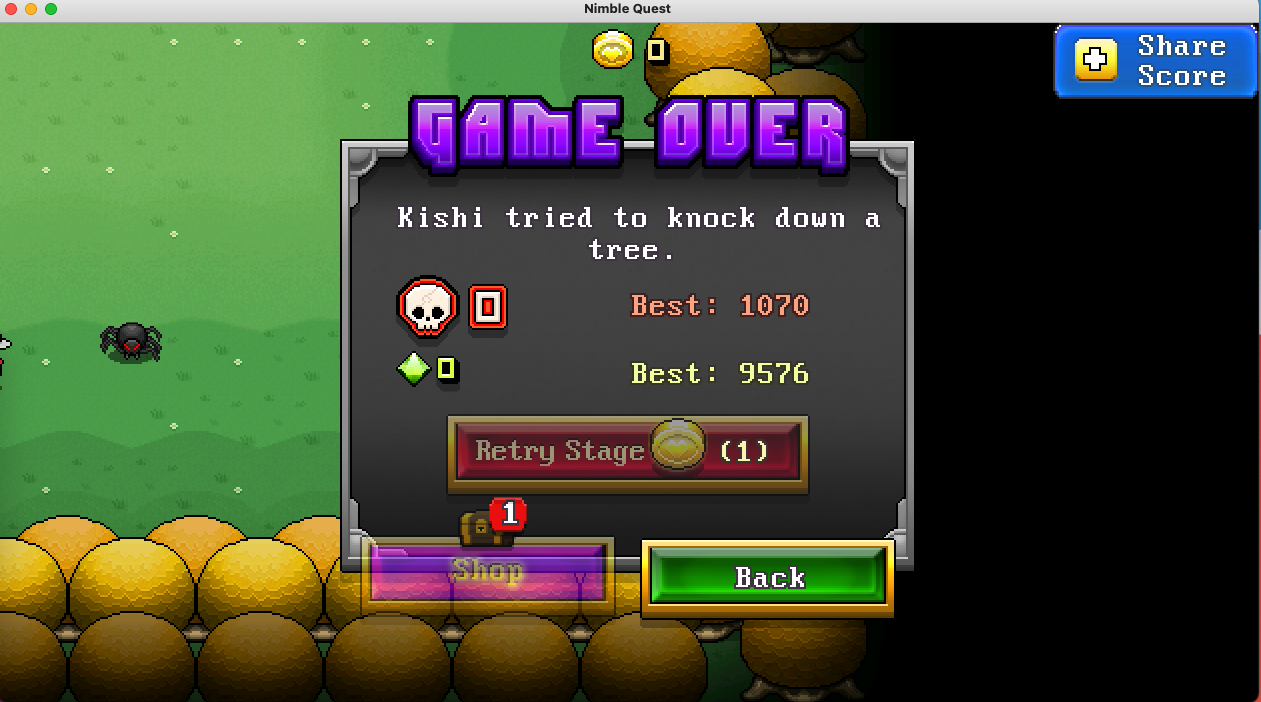 Nimble Quest
0
Share
Score
GAME OVER
Kishi tried to knock down a
tree.
0 Best: 1070
0 Best: 9576
Retry Stage (1)
1
Shop
Back